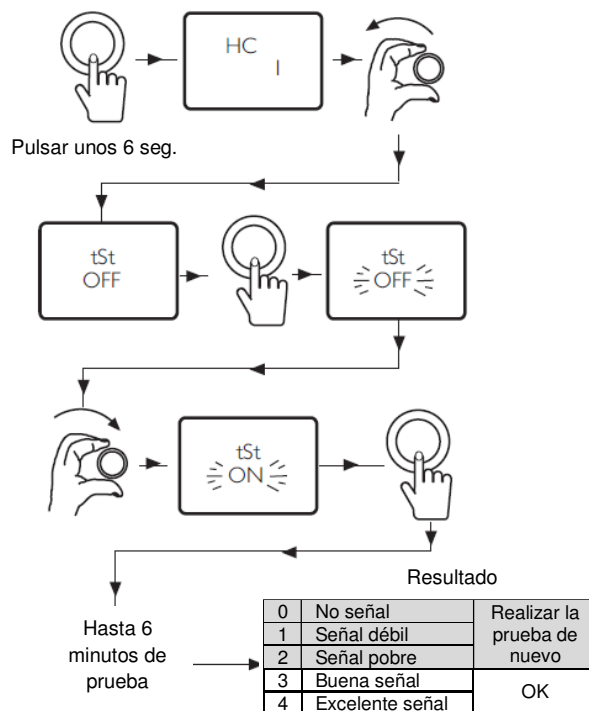 HC
I
Pulsar unos 6 seg.
tSt
OFF
tSt
OFF
tSt
ON
Resultado
Hasta 6
minutos de
prueba
0 No señal
1 Señal débil
2 Señal pobre
Realizar la
prueba de
nuevo
3 Buena señal
4 Excelente señal
OK